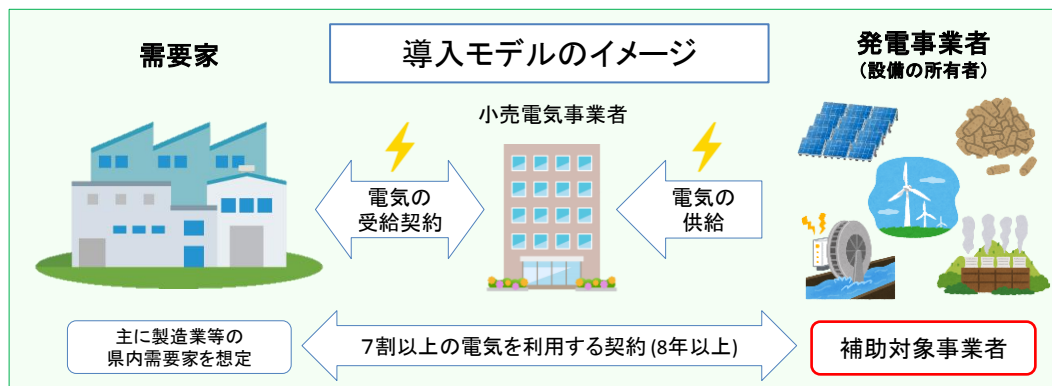 導入モデルのイメージ
需要家
発電事業者
（設備の所有者）
小売電気事業者
電気の
受給契約
電気の
供給
主に製造業等の
県内需要家を想定
７割以上の電気を利用する契約 (8年以上)
補助対象事業者